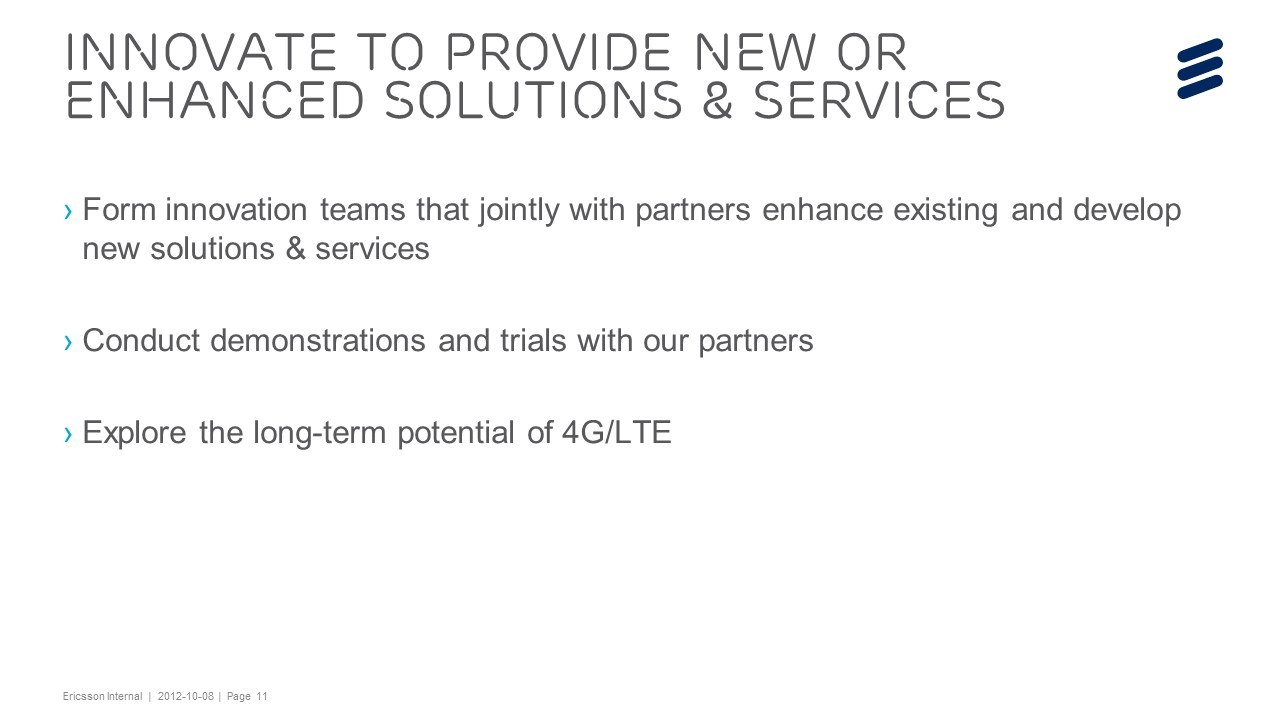 INNOVATE TO PROVIDE NEW OR
ENHANCED SOLUTIONS & SERVICES
› Form innovation teams that jointly with partners enhance existing and develop
new solutions & services
› Conduct demonstrations and trials with our partners
› Explore the long-term potential of 4G/LTE
Ericsson Internal | 2012-10-08 | Page 11